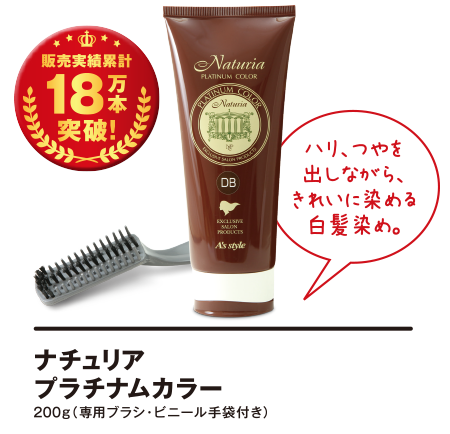 販売実績累計
18万本
突破!
Naturia
PLATINUM COLOR
PLATINUM COLOR
Naturia
DB
EXCLUSIVE
SALON
PRODUCTS
A's style
ハリ、つやを
出しながら、
きれいに染める
白髪染め。
ナチュリア
プラチナムカラー
200g(専用ブラシ・ビニール手袋付き)